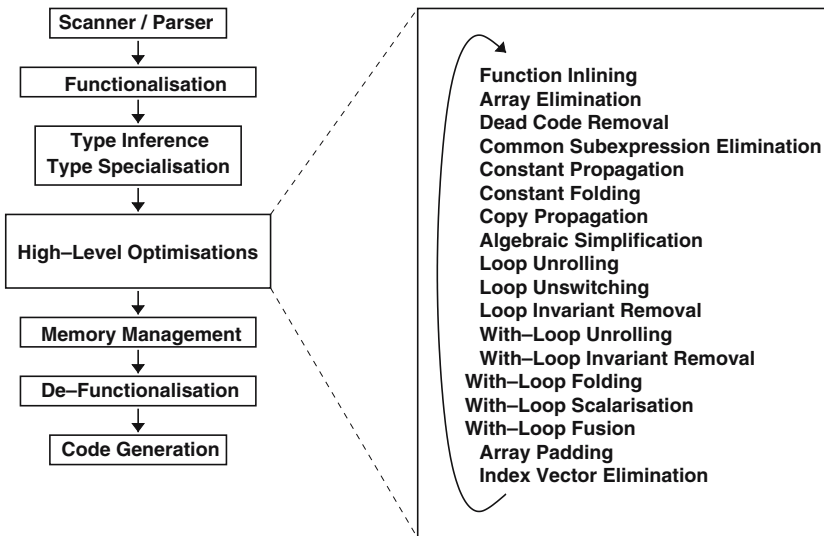 Scanner / Parser
Functionalisation
Type Inference
Type Specialisation
High–Level Optimisations
Memory Management
De–Functionalisation
Code Generation
Function Inlining
Array Elimination
Dead Code Removal
Common Subexpression Elimination
Constant Propagation
Constant Folding
Copy Propagation
Algebraic Simplification
Loop Unrolling
Loop Unswitching
Loop Invariant Removal
With–Loop Unrolling
With–Loop Invariant Removal
With–Loop Folding
With–Loop Scalarisation
With–Loop Fusion
Array Padding
Index Vector Elimination